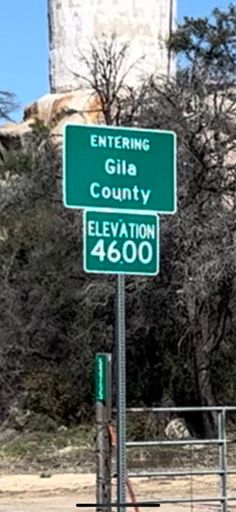 ENTERING
Gila
County
ELEVATION
4600